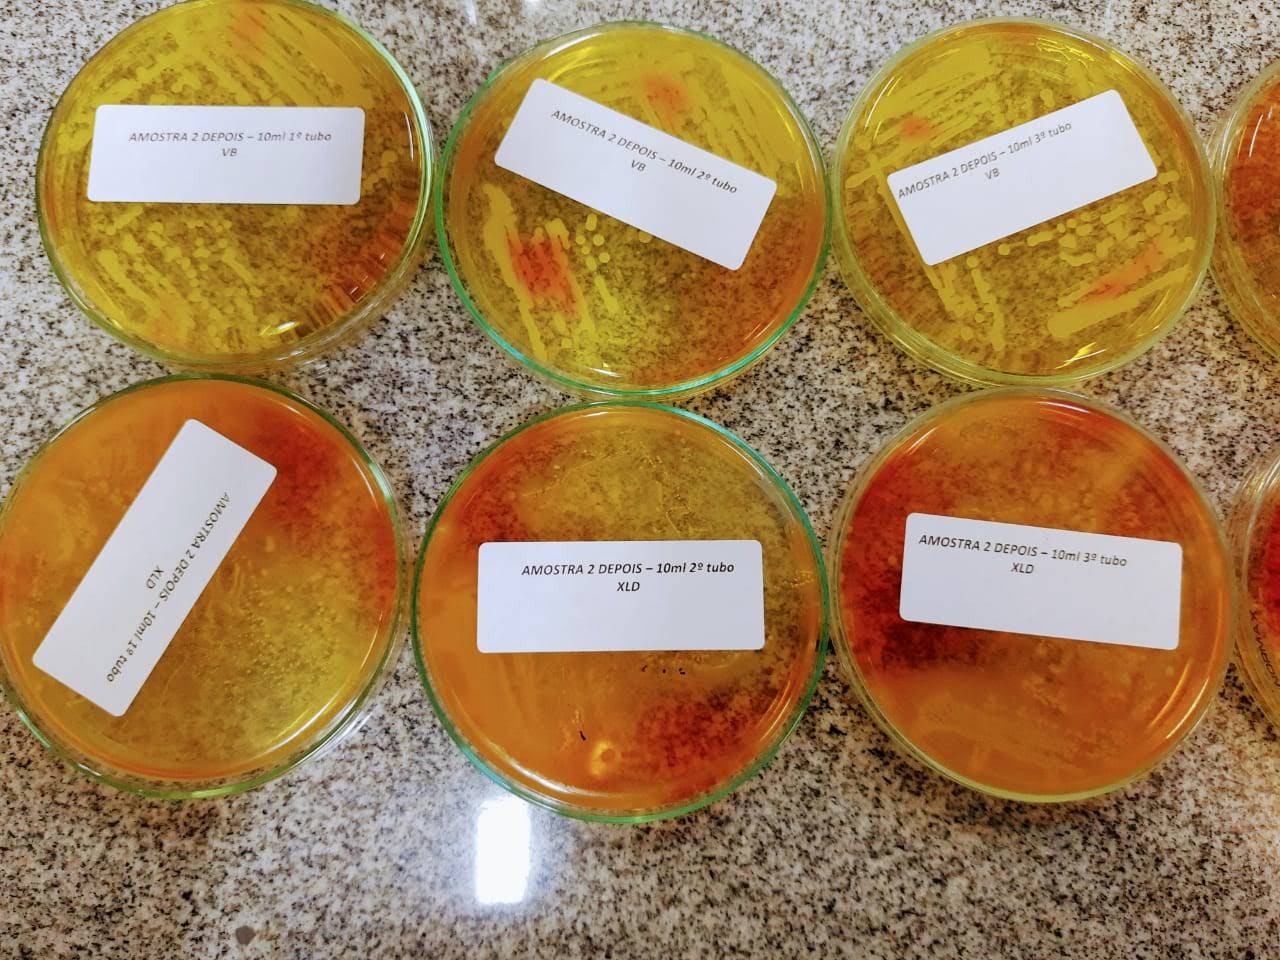 AMOSTRA 2 DEPOIS – 10ml 1º tubo
VB
AMOSTRA 2 DEPOIS – 10ml 2º tubo
VB
AMOSTRA 2 DEPOIS – 10ml 3º tubo
VB
AMOSTRA 2 DEPOIS – 10ml 1º tubo
XLD
AMOSTRA 2 DEPOIS – 10ml 2º tubo
XLD
AMOSTRA 2 DEPOIS – 10ml 3º tubo
XLD